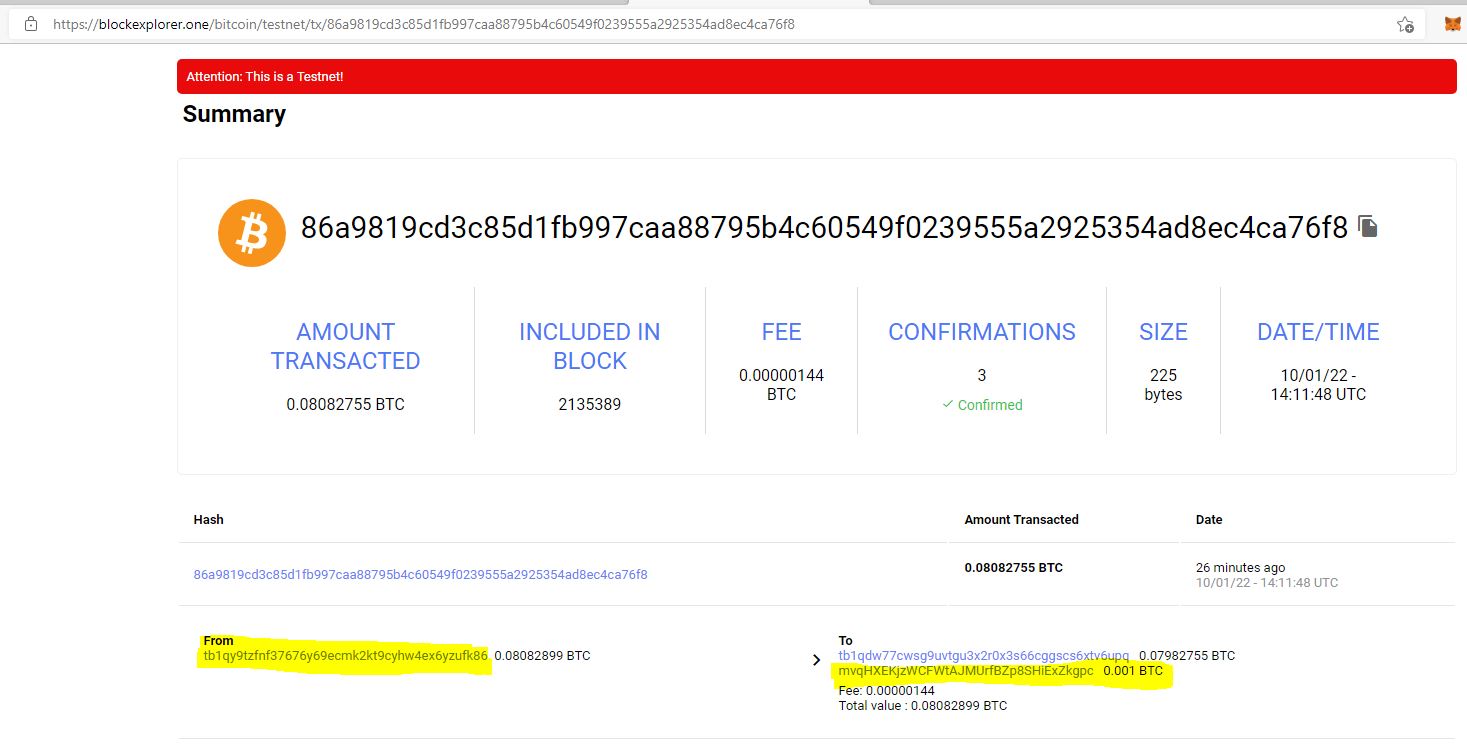 https://blockexplorer.one/bitcoin/testnet/tx/86a9819cd3c85d1fb997caa88795b4c60549f0239555a2925354ad8ec4ca76f8
Attention: This is a Testnet!
Summary
86a9819cd3c85d1fb997caa88795b4c60549f0239555a2925354ad8ec4ca76f8
AMOUNT
TRANSACTED
0.08082755 BTC
INCLUDED IN
BLOCK
2135389
FEE
0.00000144
BTC
CONFIRMATIONS
3
Confirmed
SIZE
225
bytes
DATE/TIME
10/01/22 -
14:11:48 UTC
Hash
Amount Transacted
Date
86a9819cd3c85d1fb997caa88795b4c60549f0239555a2925354ad8ec4ca76f8
0.08082755 BTC
26 minutes ago
10/01/22 - 14:11:48 UTC
From
tb1qy9tzfnf37676y69ecmk2kt9cyhw4ex6yzufk86 0.08082899 BTC
To
tb1qdw77cwsg9uvtgu3x2r0x3s66cggscs6xtv6upq 0.07982755 BTC
mvqHXEKjzWCFWtAJMUrfBZp8SHiExZkgpc 0.001 BTC
Fee: 0.00000144
Total value : 0.08082899 BTC